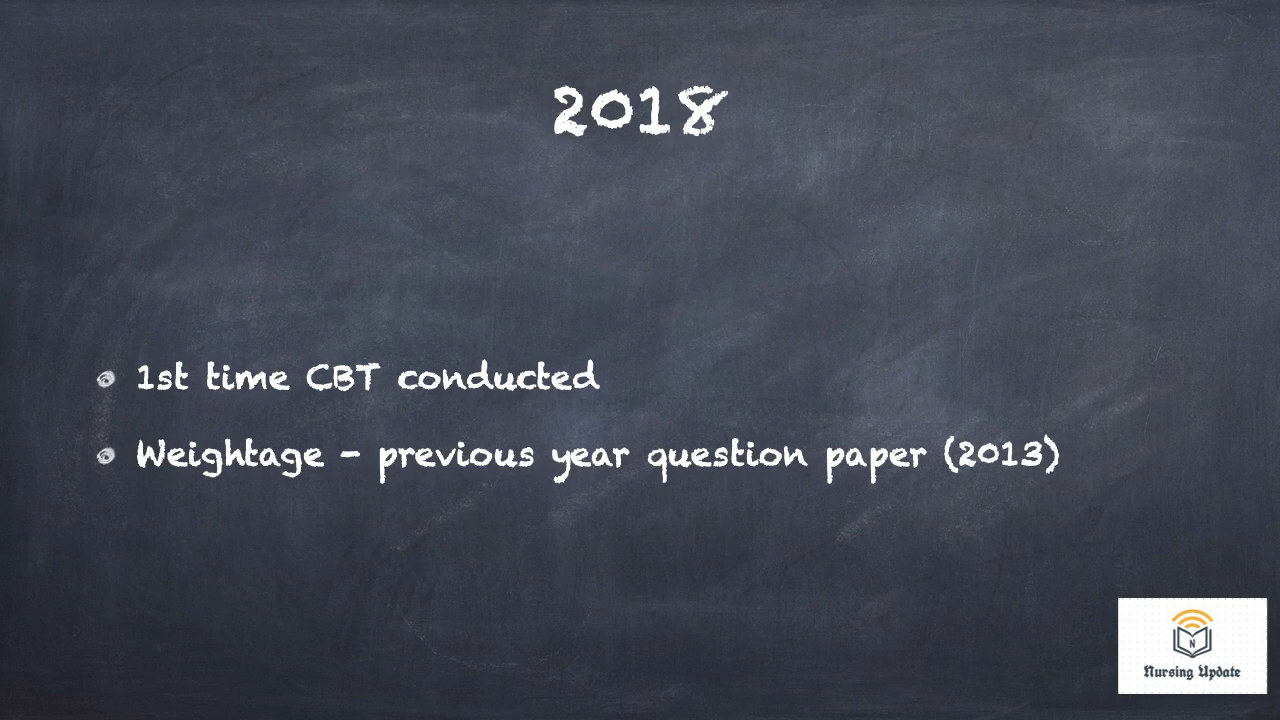 2018
1st time CBT conducted
Weightage - previous year question paper (2013)
N
Nursing Update